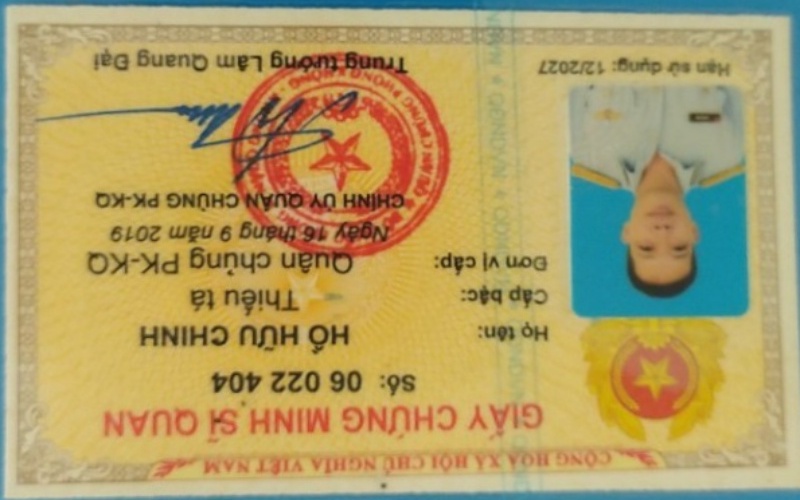 CỘNG HOÀ XÃ HỘI CHỦ NGHĨA VIỆT NAM
GIẤY CHỨNG MINH SĨ QUAN
Số: 06 022 404
Họ tên: HỒ HỮU CHINH
Cấp bậc: Thiếu tá
Đơn vị cấp: Quân chủng PK-KQ
Ngày 16 tháng 9 năm 2019
CHÍNH ỦY QUÂN CHỦNG PK-KQ
Trung tướng Lâm Quang Đại
Hạn sử dụng: 12/2027